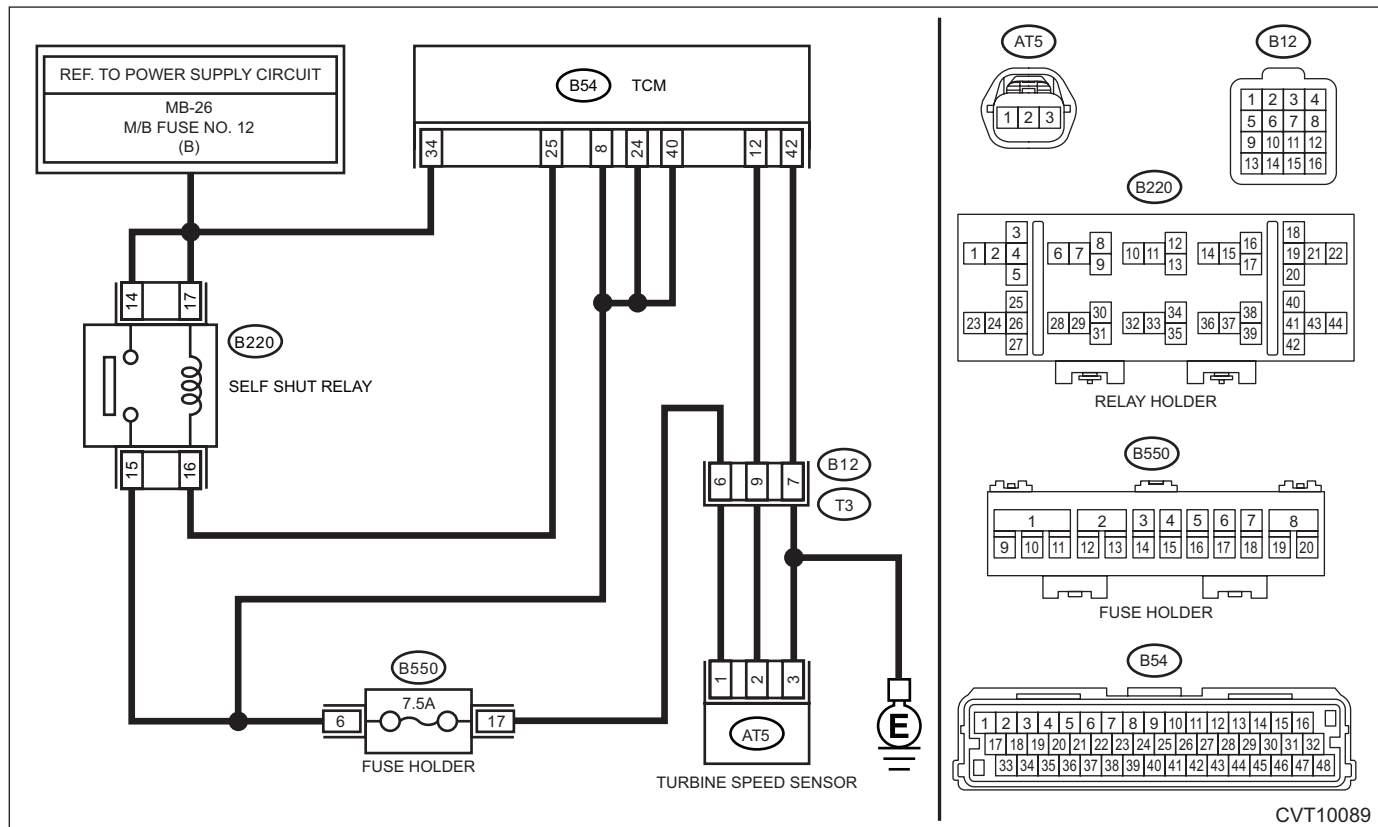 REF. TO POWER SUPPLY CIRCUIT
MB-26
M/B FUSE NO. 12
(B)
B54 TCM
34 25 8 24 40 12 42
14 17
B220
SELF SHUT RELAY
15 16
6 9 7
B12
T3
B550
7.5A
6 17
FUSE HOLDER
1 2 3
AT5
TURBINE SPEED SENSOR
E
AT5
1 2 3
B12
1 2 3 4
5 6 7 8
9 10 11 12
13 14 15 16
B220
3 8 12 16 18
1 2 4 6 7 10 11 14 15 19 21 22
5 9 13 17 20
25 30 34 38 40
23 24 26 28 29 32 33 36 37 41 43 44
27 31 35 39 42
RELAY HOLDER
B550
1 2 3 4 5 6 7 8
9 10 11 12 13 14 15 16 17 18 19 20
FUSE HOLDER
B54
1 2 3 4 5 6 7 8 9 10 11 12 13 14 15 16
17 18 19 20 21 22 23 24 25 26 27 28 29 30 31 32
33 34 35 36 37 38 39 40 41 42 43 44 45 46 47 48
CVT10089